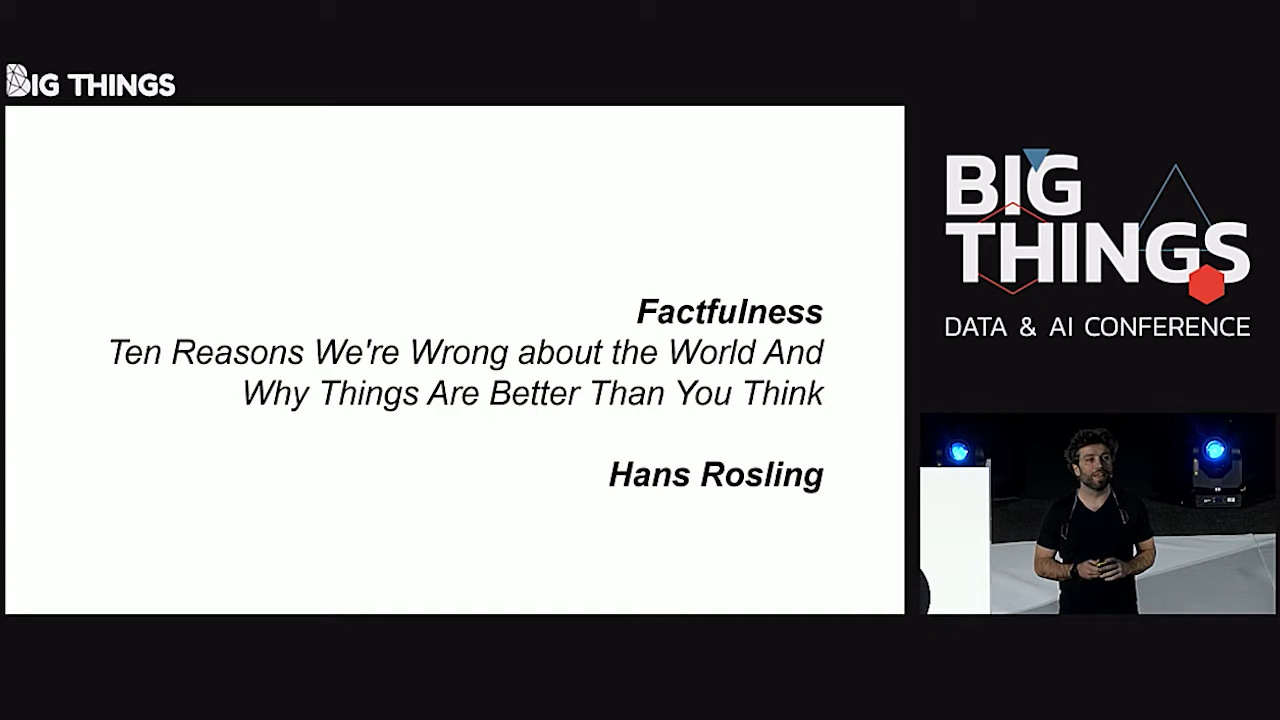 BIG THINGS
Factfulness
Ten Reasons We're Wrong about the World And
Why Things Are Better Than You Think
Hans Rosling
BIG
THINGS
DATA & AI CONFERENCE